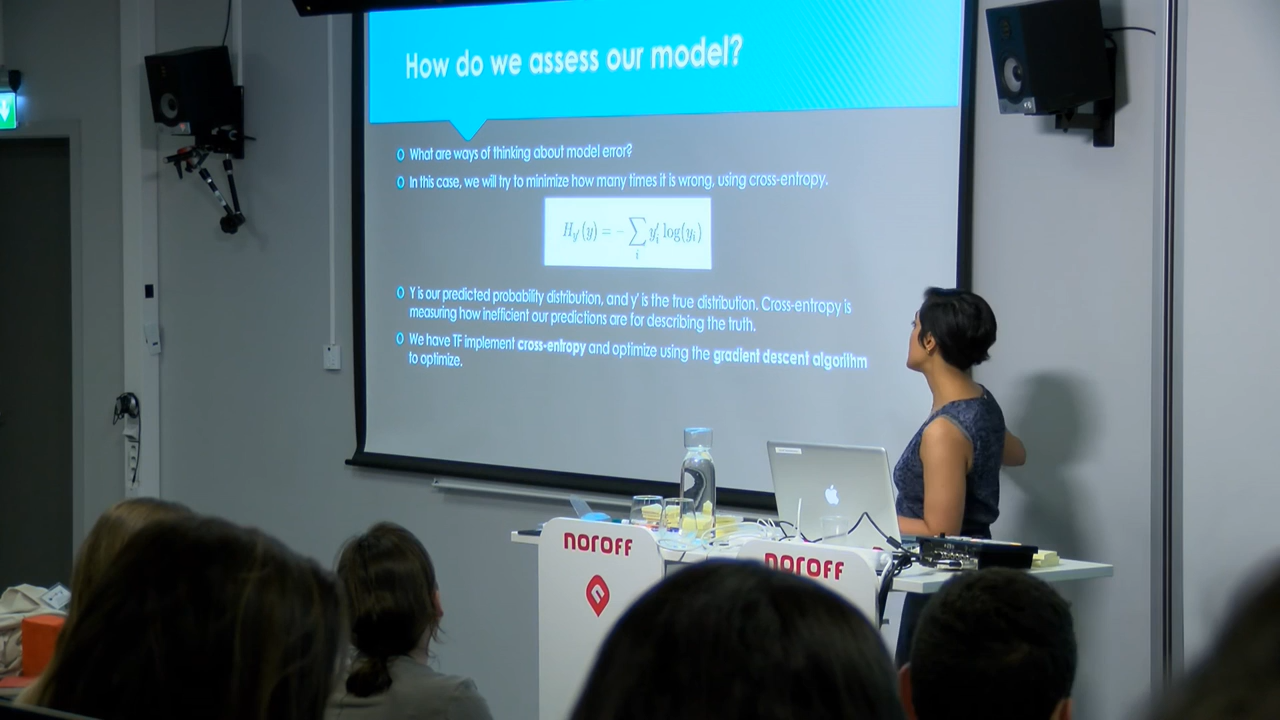 How do we assess our model?
What are ways of thinking about model error?
In this case, we will try to minimize how many times it is wrong, using cross-entropy.
H_{y'}(y) = -∑_i y'_i log(y_i)
Y is our predicted probability distribution, and y' is the true distribution. Cross-entropy is
measuring how inefficient our predictions are for describing the truth.
We have TF implement cross-entropy and optimize using the gradient descent algorithm
to optimize.
noroff
noroff